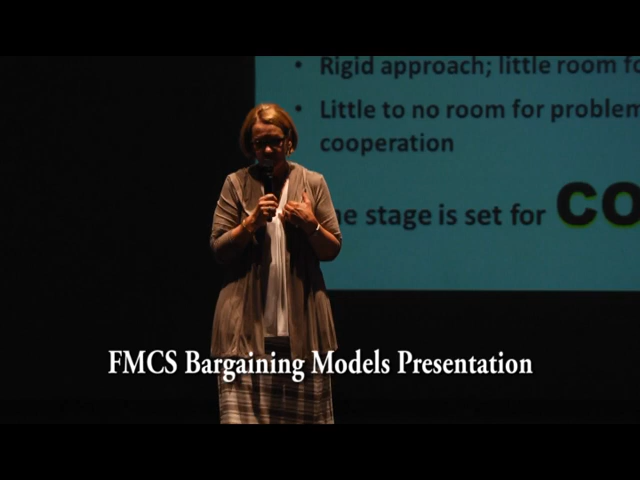 • Rigid approach; little room fo
• Little to no room for problem
cooperation
ne stage is set for CO
FMCS Bargaining Models Presentation